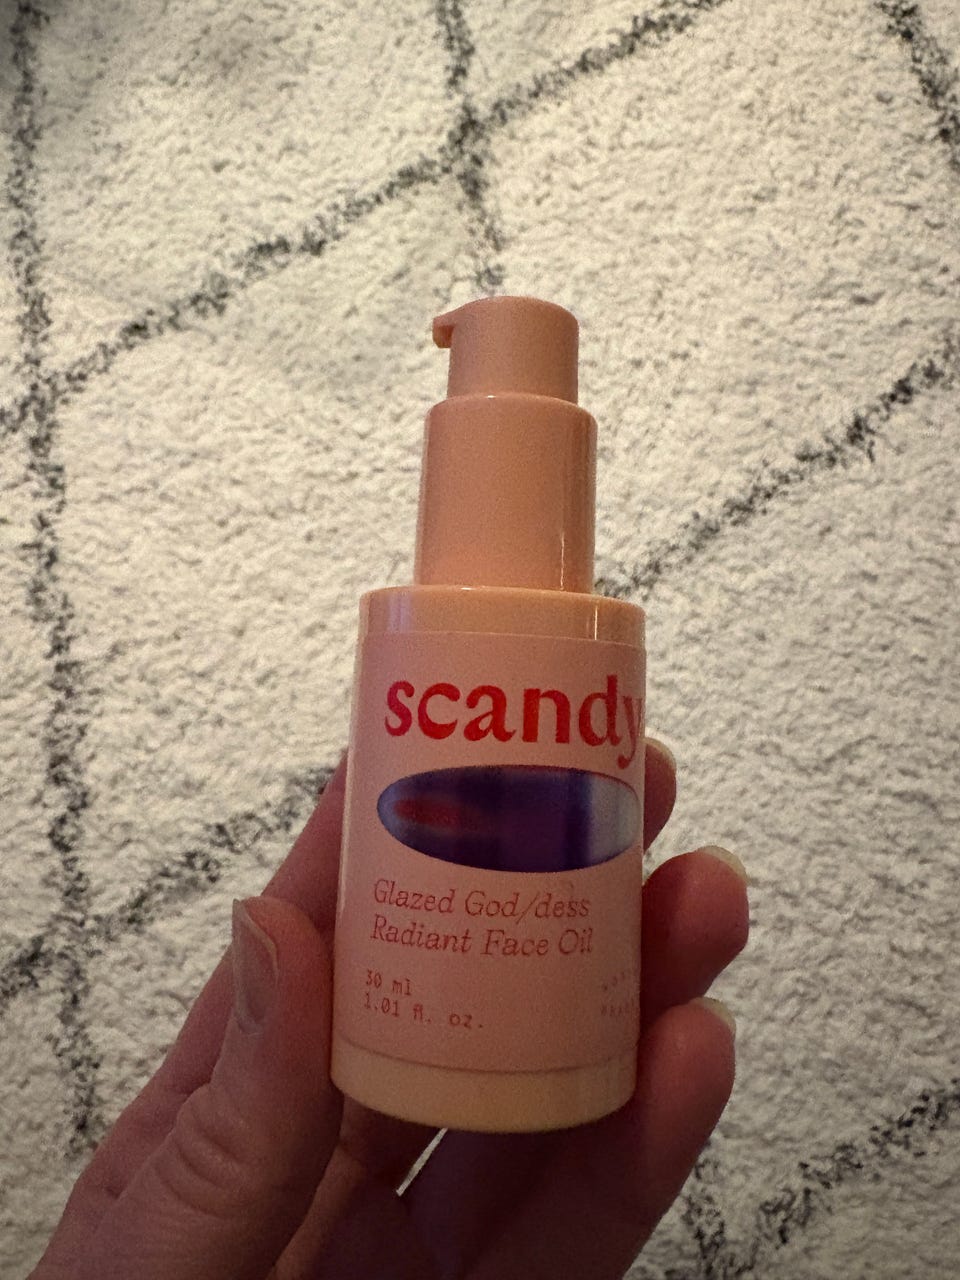 scandy
Glazed God/dess
Radiant Face Oil
30 ml
1.01 fl. oz.